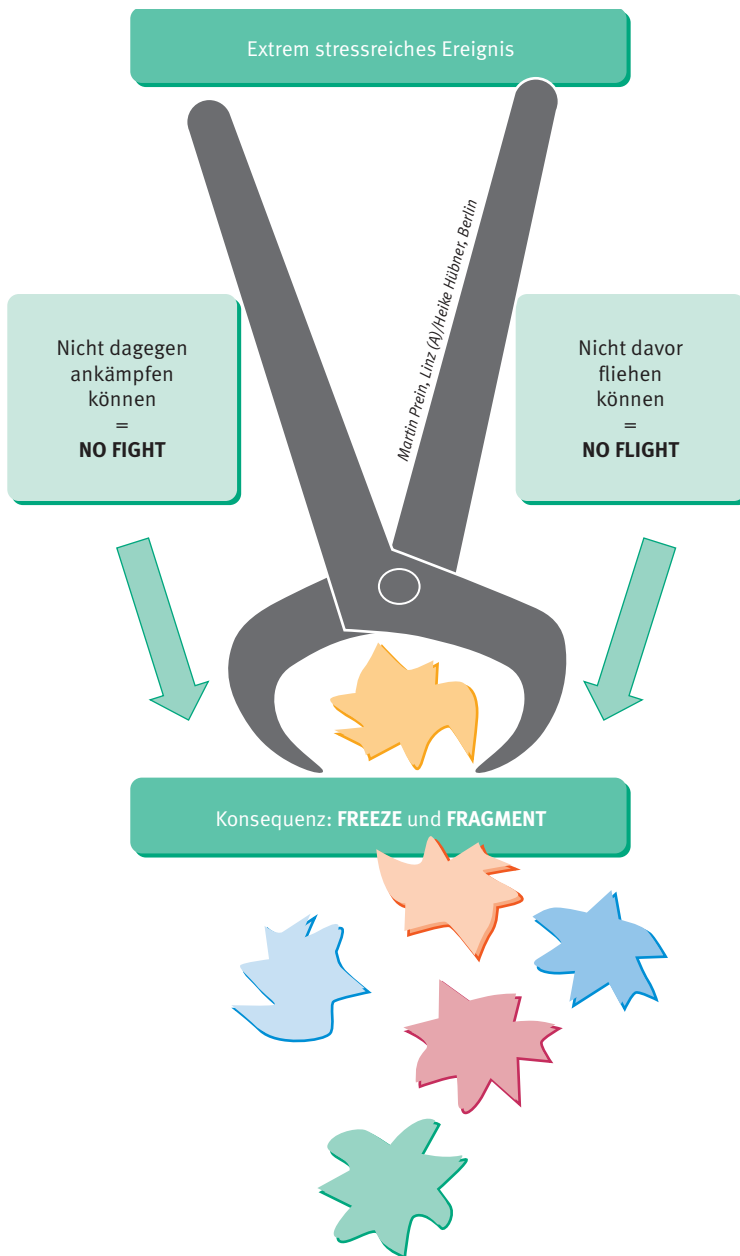 Extrem stressreiches Ereignis
Martin Prein, Linz (A)/Heike Hübner, Berlin
Nicht dagegen
ankämpfen
können
=
NO FIGHT
Nicht davor
fliehen
können
=
NO FLIGHT
Konsequenz: FREEZE und FRAGMENT